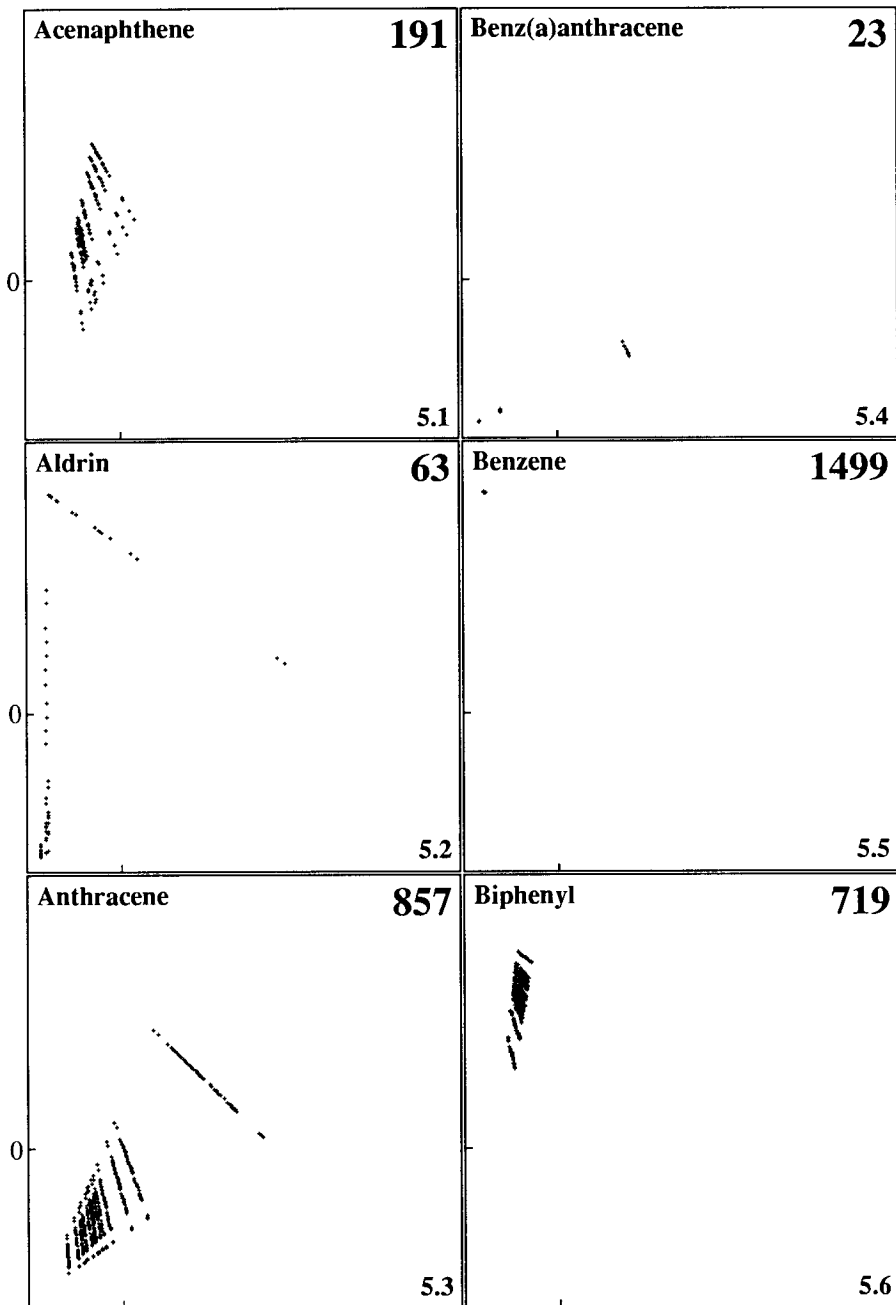 Acenaphthene 191
0
5.1
Benz(a)anthracene 23
5.4
Aldrin 63
0
5.2
Benzene 1499
5.5
Anthracene 857
0
5.3
Biphenyl 719
5.6